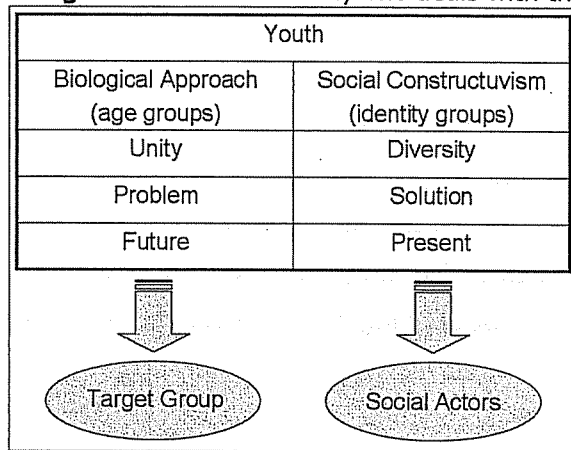 Youth
Biological Approach Social Constructuvism
(age groups) (identity groups)
Unity Diversity
Problem Solution
Future Present
Target Group Social Actors